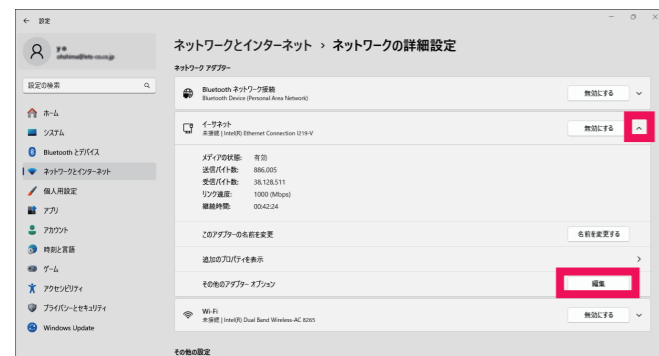 ← 設定
ネットワークとインターネット › ネットワークの詳細設定
ネットワーク アダプター
設定の検索
ホーム
システム
Bluetooth とデバイス
ネットワークとインターネット
個人用設定
アプリ
アカウント
時刻と言語
ゲーム
アクセシビリティ
プライバシーとセキュリティ
Windows Update
Bluetooth ネットワーク接続
Bluetooth Device (Personal Area Network)
無効にする
イーサネット
未接続 | Intel(R) Ethernet Connection I219-V
無効にする
メディアの状態: 有効
送信バイト数: 886,005
受信バイト数: 38,128,511
リンク速度: 1000 (Mbps)
継続時間: 00:42:24
このアダプターの名前を変更
名前を変更する
追加のプロパティを表示
その他のアダプター オプション
編集
Wi-Fi
未接続 | Intel(R) Dual Band Wireless-AC 8265
無効にする
その他の設定